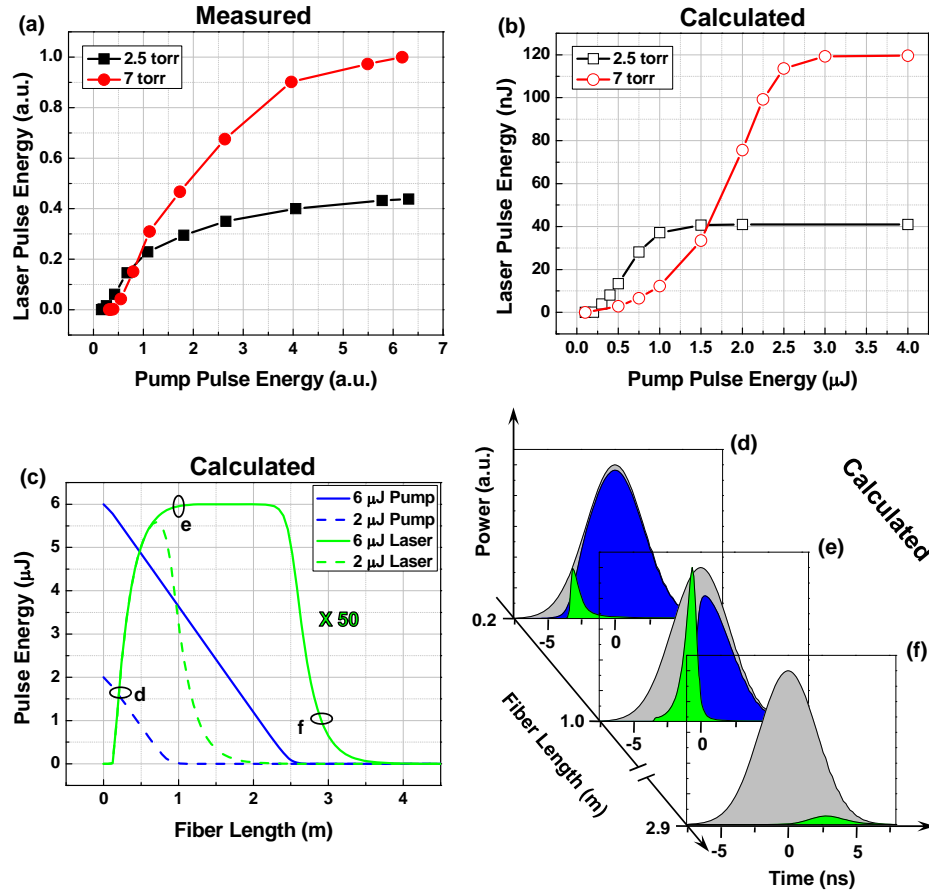 (a)
Measured
2.5 torr
7 torr
Laser Pulse Energy (a.u.)
1.0
0.8
0.6
0.4
0.2
0.0
0 1 2 3 4 5 6 7
Pump Pulse Energy (a.u.)
(b)
Calculated
2.5 torr
7 torr
Laser Pulse Energy (nJ)
120
100
80
60
40
20
0
0.0 0.5 1.0 1.5 2.0 2.5 3.0 3.5 4.0
Pump Pulse Energy (μJ)
(c)
Calculated
6 μJ Pump
2 μJ Pump
6 μJ Laser
2 μJ Laser
X 50
e
d
f
Pulse Energy (μJ)
6
5
4
3
2
1
0
0 1 2 3 4
Fiber Length (m)
Calculated
Power (a.u.)
(d)
0.2
-5 0
(e)
1.0
-5 0
(f)
2.9
-5 0 5
Fiber Length (m)
Time (ns)